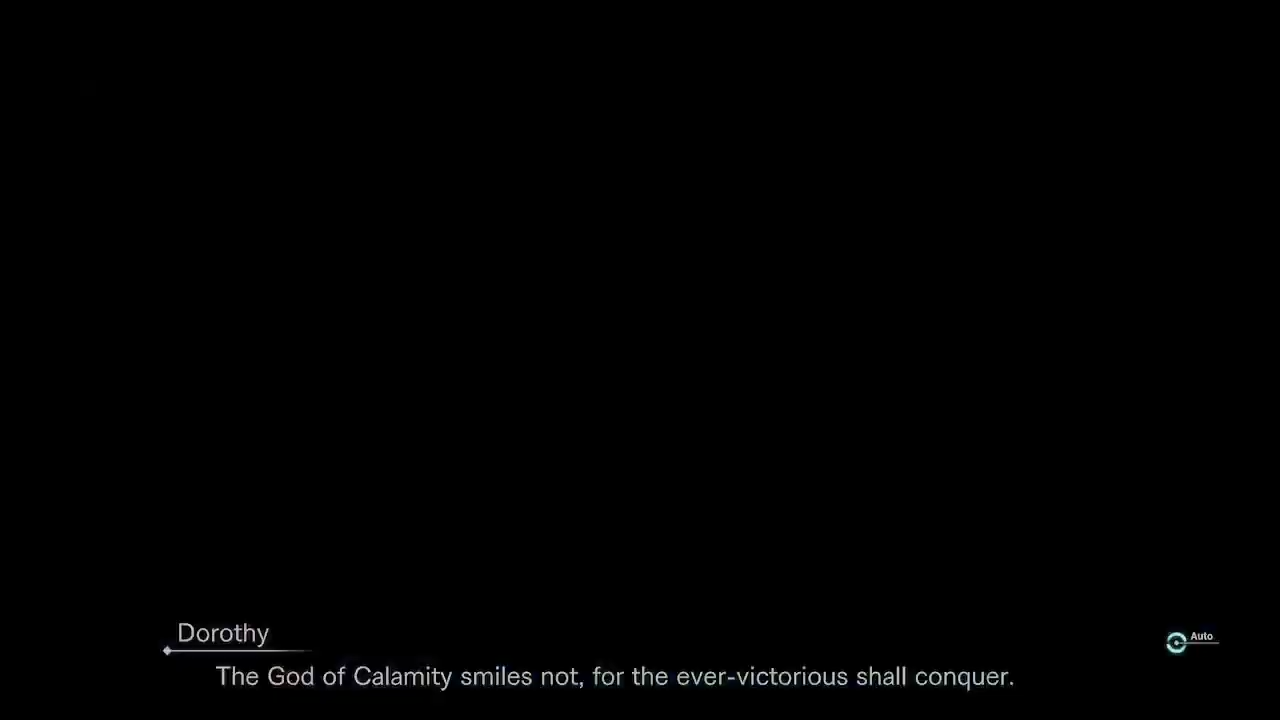 Dorothy
Auto
The God of Calamity smiles not, for the ever-victorious shall conquer.